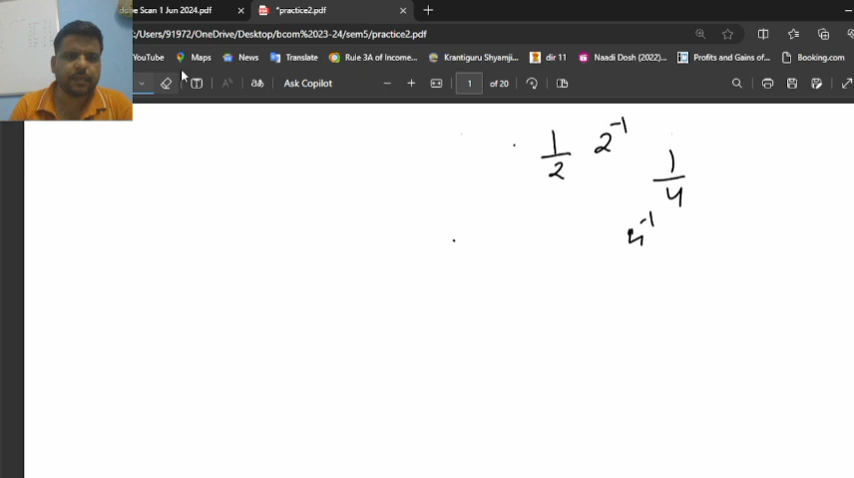 dobe Scan 1 Jun 2024.pdf
*practice2.pdf
:/Users/91972/OneDrive/Desktop/bcom%2023-24/sem5/practice2.pdf
YouTube Maps News Translate Rule 3A of Income... Krantiguru Shyamji... dir 11 Naadi Dosh (2022)... Profits and Gains of... Booking.com
Ask Copilot 1 of 20
1/2 2⁻¹
1/4
4⁻¹